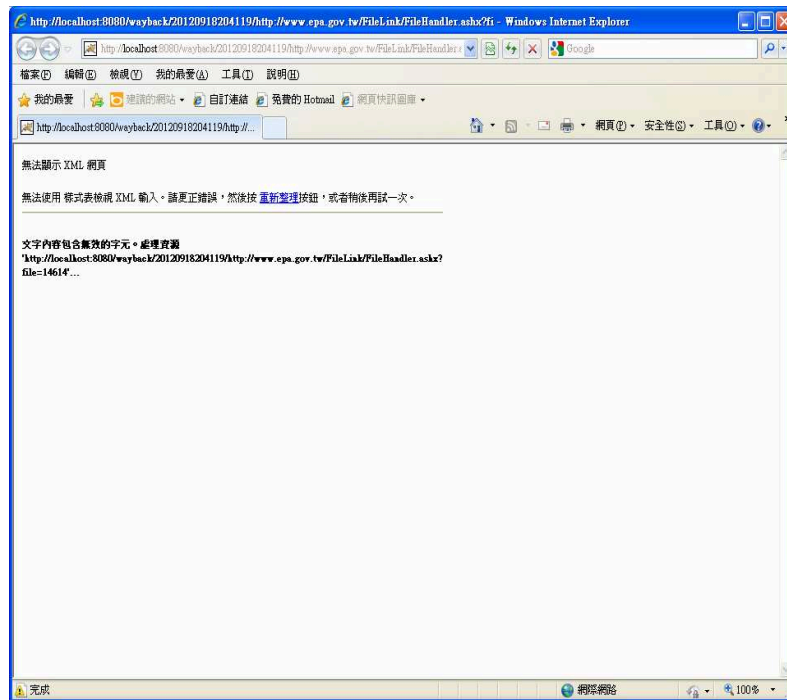 http://localhost:8080/wayback/20120918204119/http://www.epa.gov.tw/FileLink/FileHandler.ashx?fi - Windows Internet Explorer
http://localhost:8080/wayback/20120918204119/http://www.epa.gov.tw/FileLink/FileHandler.a
Google
檔案(F) 編輯(E) 檢視(V) 我的最愛(A) 工具(T) 說明(H)
我的最愛 建議的網站 自訂連結 免費的 Hotmail 網頁快訊圖庫
http://localhost:8080/wayback/20120918204119/http://...
網頁(P) 安全性(S) 工具(O)
無法顯示 XML 網頁
無法使用 樣式表檢視 XML 輸入。請更正錯誤，然後按 重新整理按鈕，或者稍後再試一次。
文字內容包含無效的字元。處理資源
'http://localhost:8080/wayback/20120918204119/http://www.epa.gov.tw/FileLink/FileHandler.ashx?
file=14614'...
完成
網際網路
100%